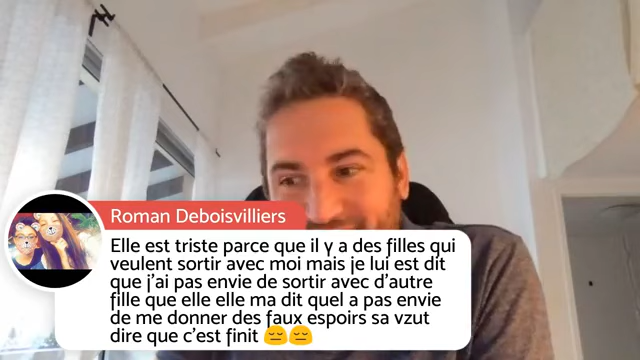 Roman Deboisvilliers
Elle est triste parce que il y a des filles qui
veulent sortir avec moi mais je lui est dit
que j'ai pas envie de sortir avec d'autre
fille que elle elle ma dit quel a pas envie
de me donner des faux espoirs sa vzut
dire que c'est finit 😔😔